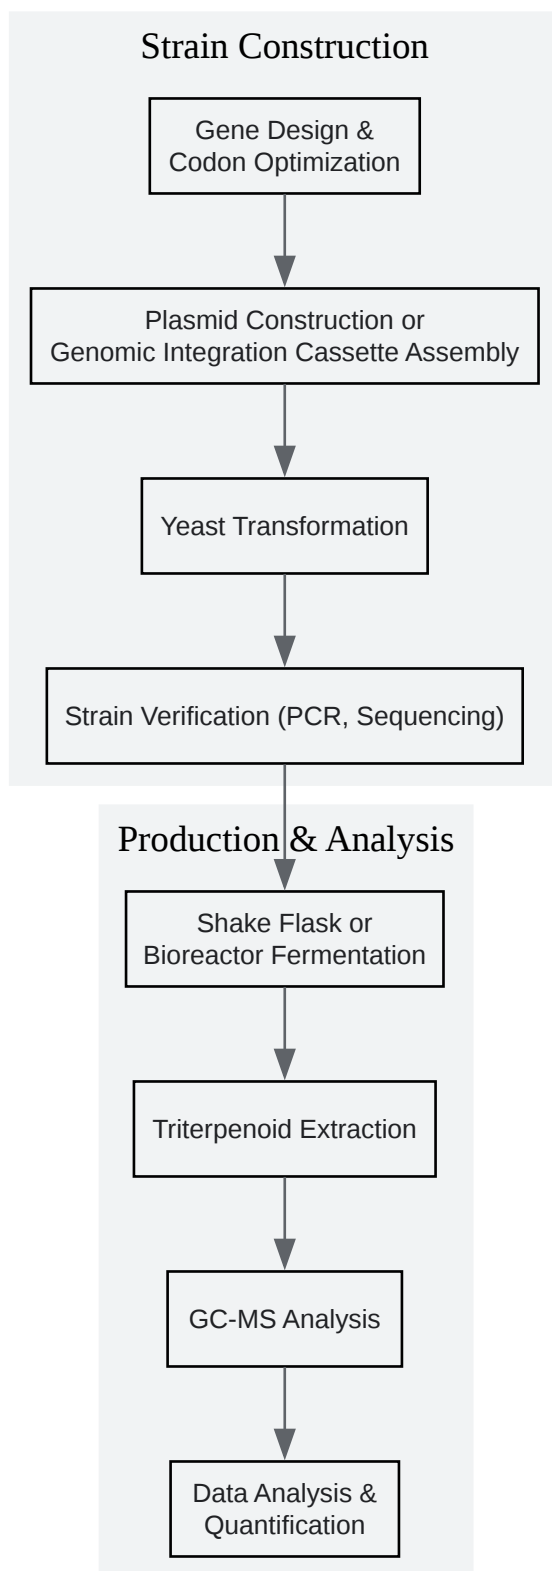 Strain Construction
Gene Design &
Codon Optimization
Plasmid Construction or
Genomic Integration Cassette Assembly
Yeast Transformation
Strain Verification (PCR, Sequencing)
Production & Analysis
Shake Flask or
Bioreactor Fermentation
Triterpenoid Extraction
GC-MS Analysis
Data Analysis &
Quantification